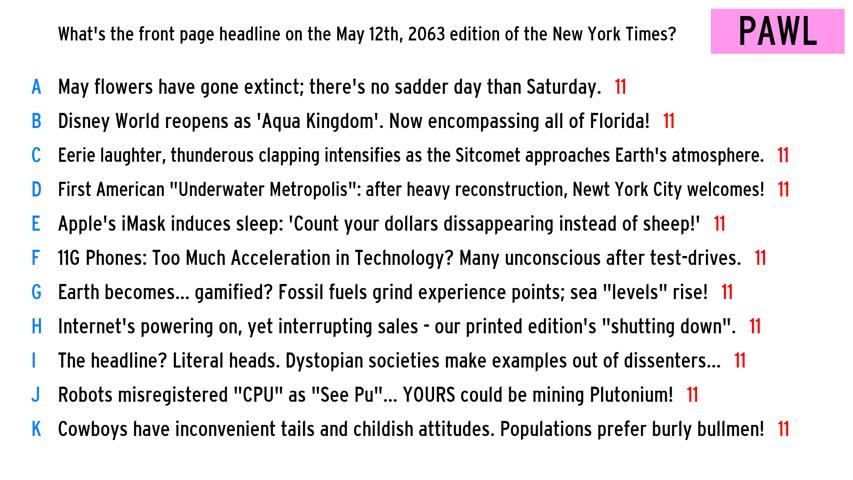 What's the front page headline on the May 12th, 2063 edition of the New York Times?
PAWL
A May flowers have gone extinct; there's no sadder day than Saturday. 11
B Disney World reopens as 'Aqua Kingdom'. Now encompassing all of Florida! 11
C Eerie laughter, thunderous clapping intensifies as the Sitcomet approaches Earth's atmosphere. 11
D First American "Underwater Metropolis": after heavy reconstruction, Newt York City welcomes! 11
E Apple's iMask induces sleep: 'Count your dollars dissappearing instead of sheep!' 11
F 11G Phones: Too Much Acceleration in Technology? Many unconscious after test-drives. 11
G Earth becomes... gamified? Fossil fuels grind experience points; sea "levels" rise! 11
H Internet's powering on, yet interrupting sales - our printed edition's "shutting down". 11
I The headline? Literal heads. Dystopian societies make examples out of dissenters... 11
J Robots misregistered "CPU" as "See Pu"... YOURS could be mining Plutonium! 11
K Cowboys have inconvenient tails and childish attitudes. Populations prefer burly bullmen! 11